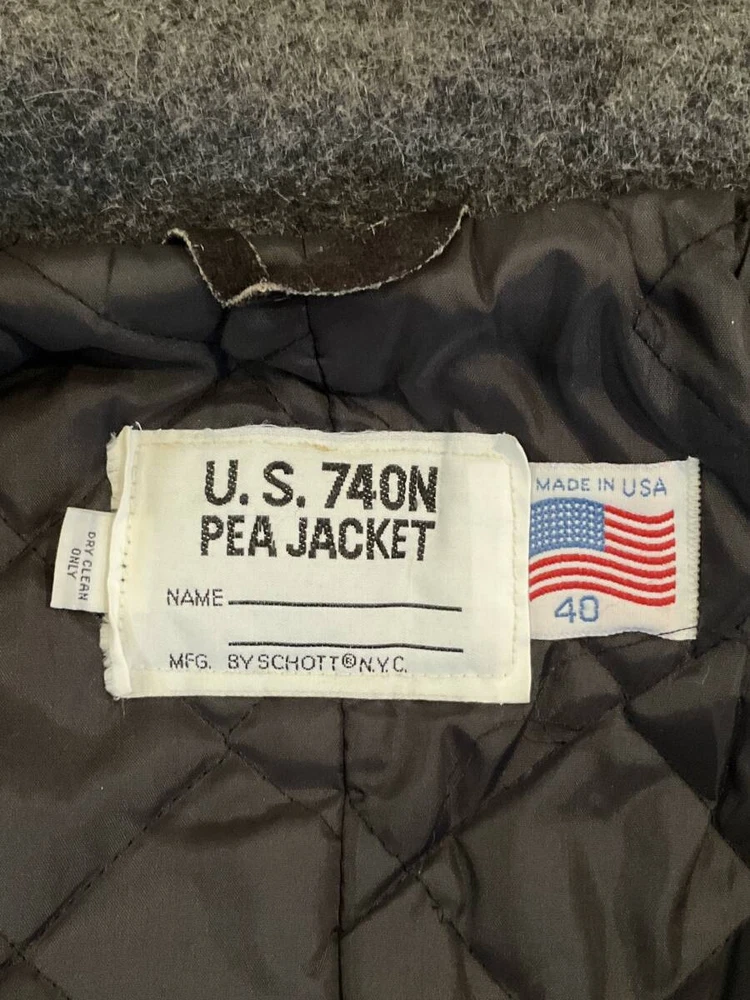 U. S. 740N
PEA JACKET
NAME
MFG. BY SCHOTT® N.Y.C.
MADE IN USA
40
DRY CLEAN
ONLY